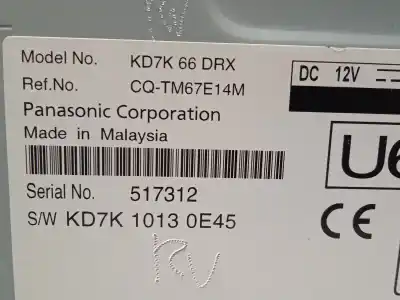 Model No. KD7K 66 DRX
Ref.No. CQ-TM67E14M
Panasonic Corporation
Made in Malaysia
Serial No. 517312
S/W KD7K 1013 0E45
DC 12V
CE